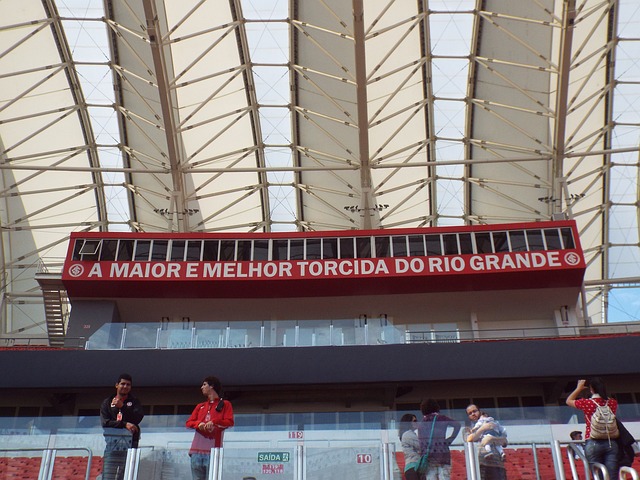 A MAIOR E MELHOR TORCIDA DO RIO GRANDE
119
SAÍDA
10